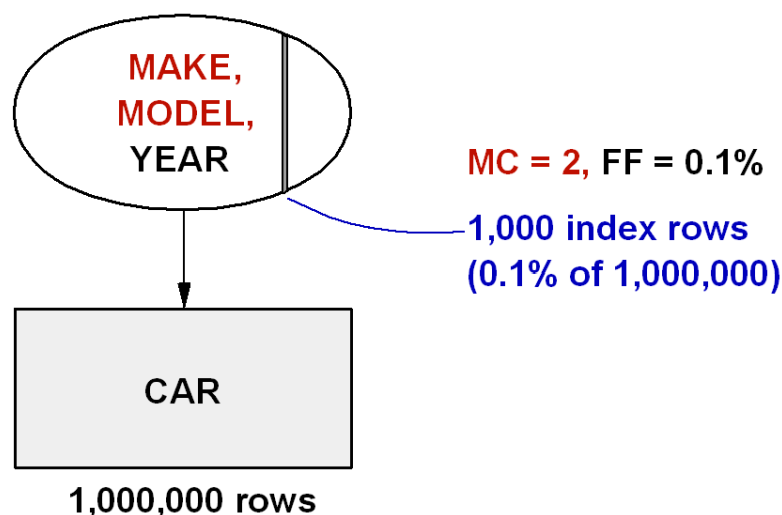 MAKE,
MODEL,
YEAR
MC = 2, FF = 0.1%
1,000 index rows
(0.1% of 1,000,000)
CAR
1,000,000 rows